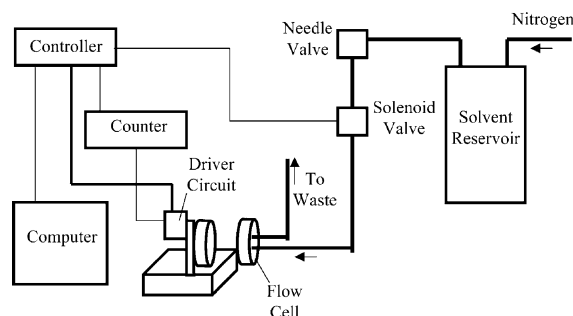 Nitrogen
Needle
Valve
Controller
Solenoid
Valve
Solvent
Reservoir
Counter
Driver
Circuit
To
Waste
Computer
Flow
Cell